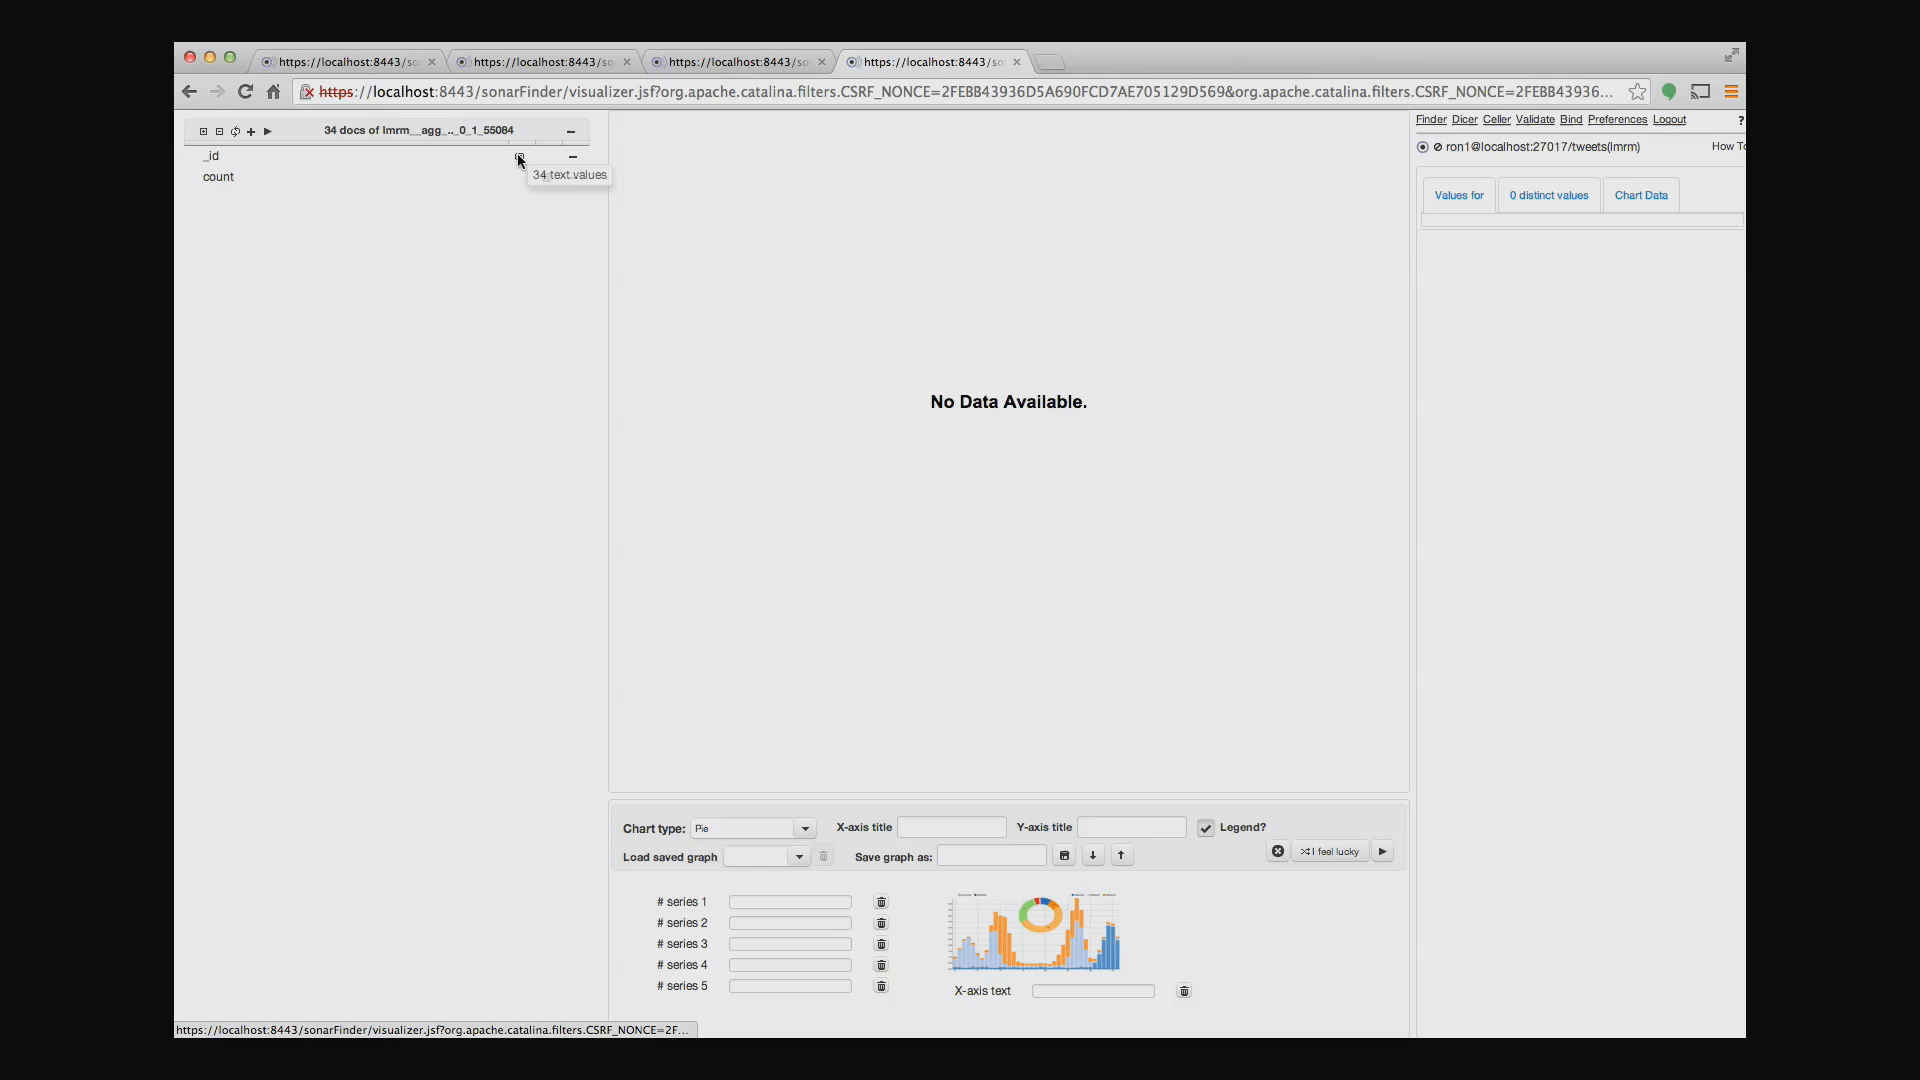 https://localhost:8443/so
https://localhost:8443/so
https://localhost:8443/so
https://localhost:8443/so
https://localhost:8443/sonarFinder/visualizer.jsf?org.apache.catalina.filters.CSRF_NONCE=2FEBB43936D5A690FCD7AE705129D569&org.apache.catalina.filters.CSRF_NONCE=2FEBB43936...
34 docs of lmrm__agg_.._0_1_55084
_id
34 text values
count
No Data Available.
Finder Dicer Celler Validate Bind Preferences Logout ?
ron1@localhost:27017/tweets(lmrm) How To
Values for 0 distinct values Chart Data
Chart type: Pie X-axis title Y-axis title Legend?
Load saved graph Save graph as: I feel lucky
# series 1
# series 2
# series 3
# series 4
# series 5
X-axis text
https://localhost:8443/sonarFinder/visualizer.jsf?org.apache.catalina.filters.CSRF_NONCE=2F...